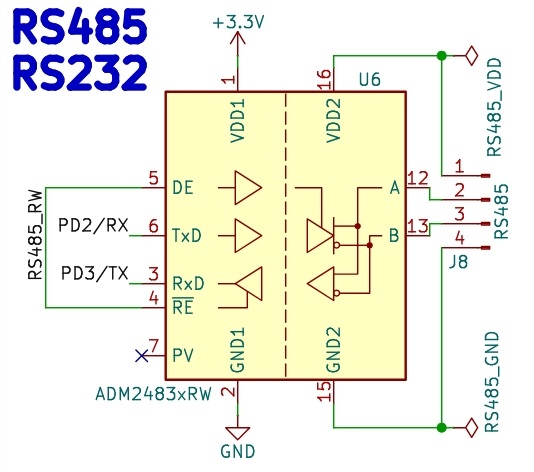 RS485
RS232
+3.3V
1
16
U6
VDD1
VDD2
RS485_VDD
5
DE
A
12
1
2
RS485_RW
PD2/RX
6
TxD
B
13
3
RS485
PD3/TX
3
RxD
4
J8
4
RE
7
PV
GND1
GND2
ADM2483xRW
2
15
RS485_GND
GND